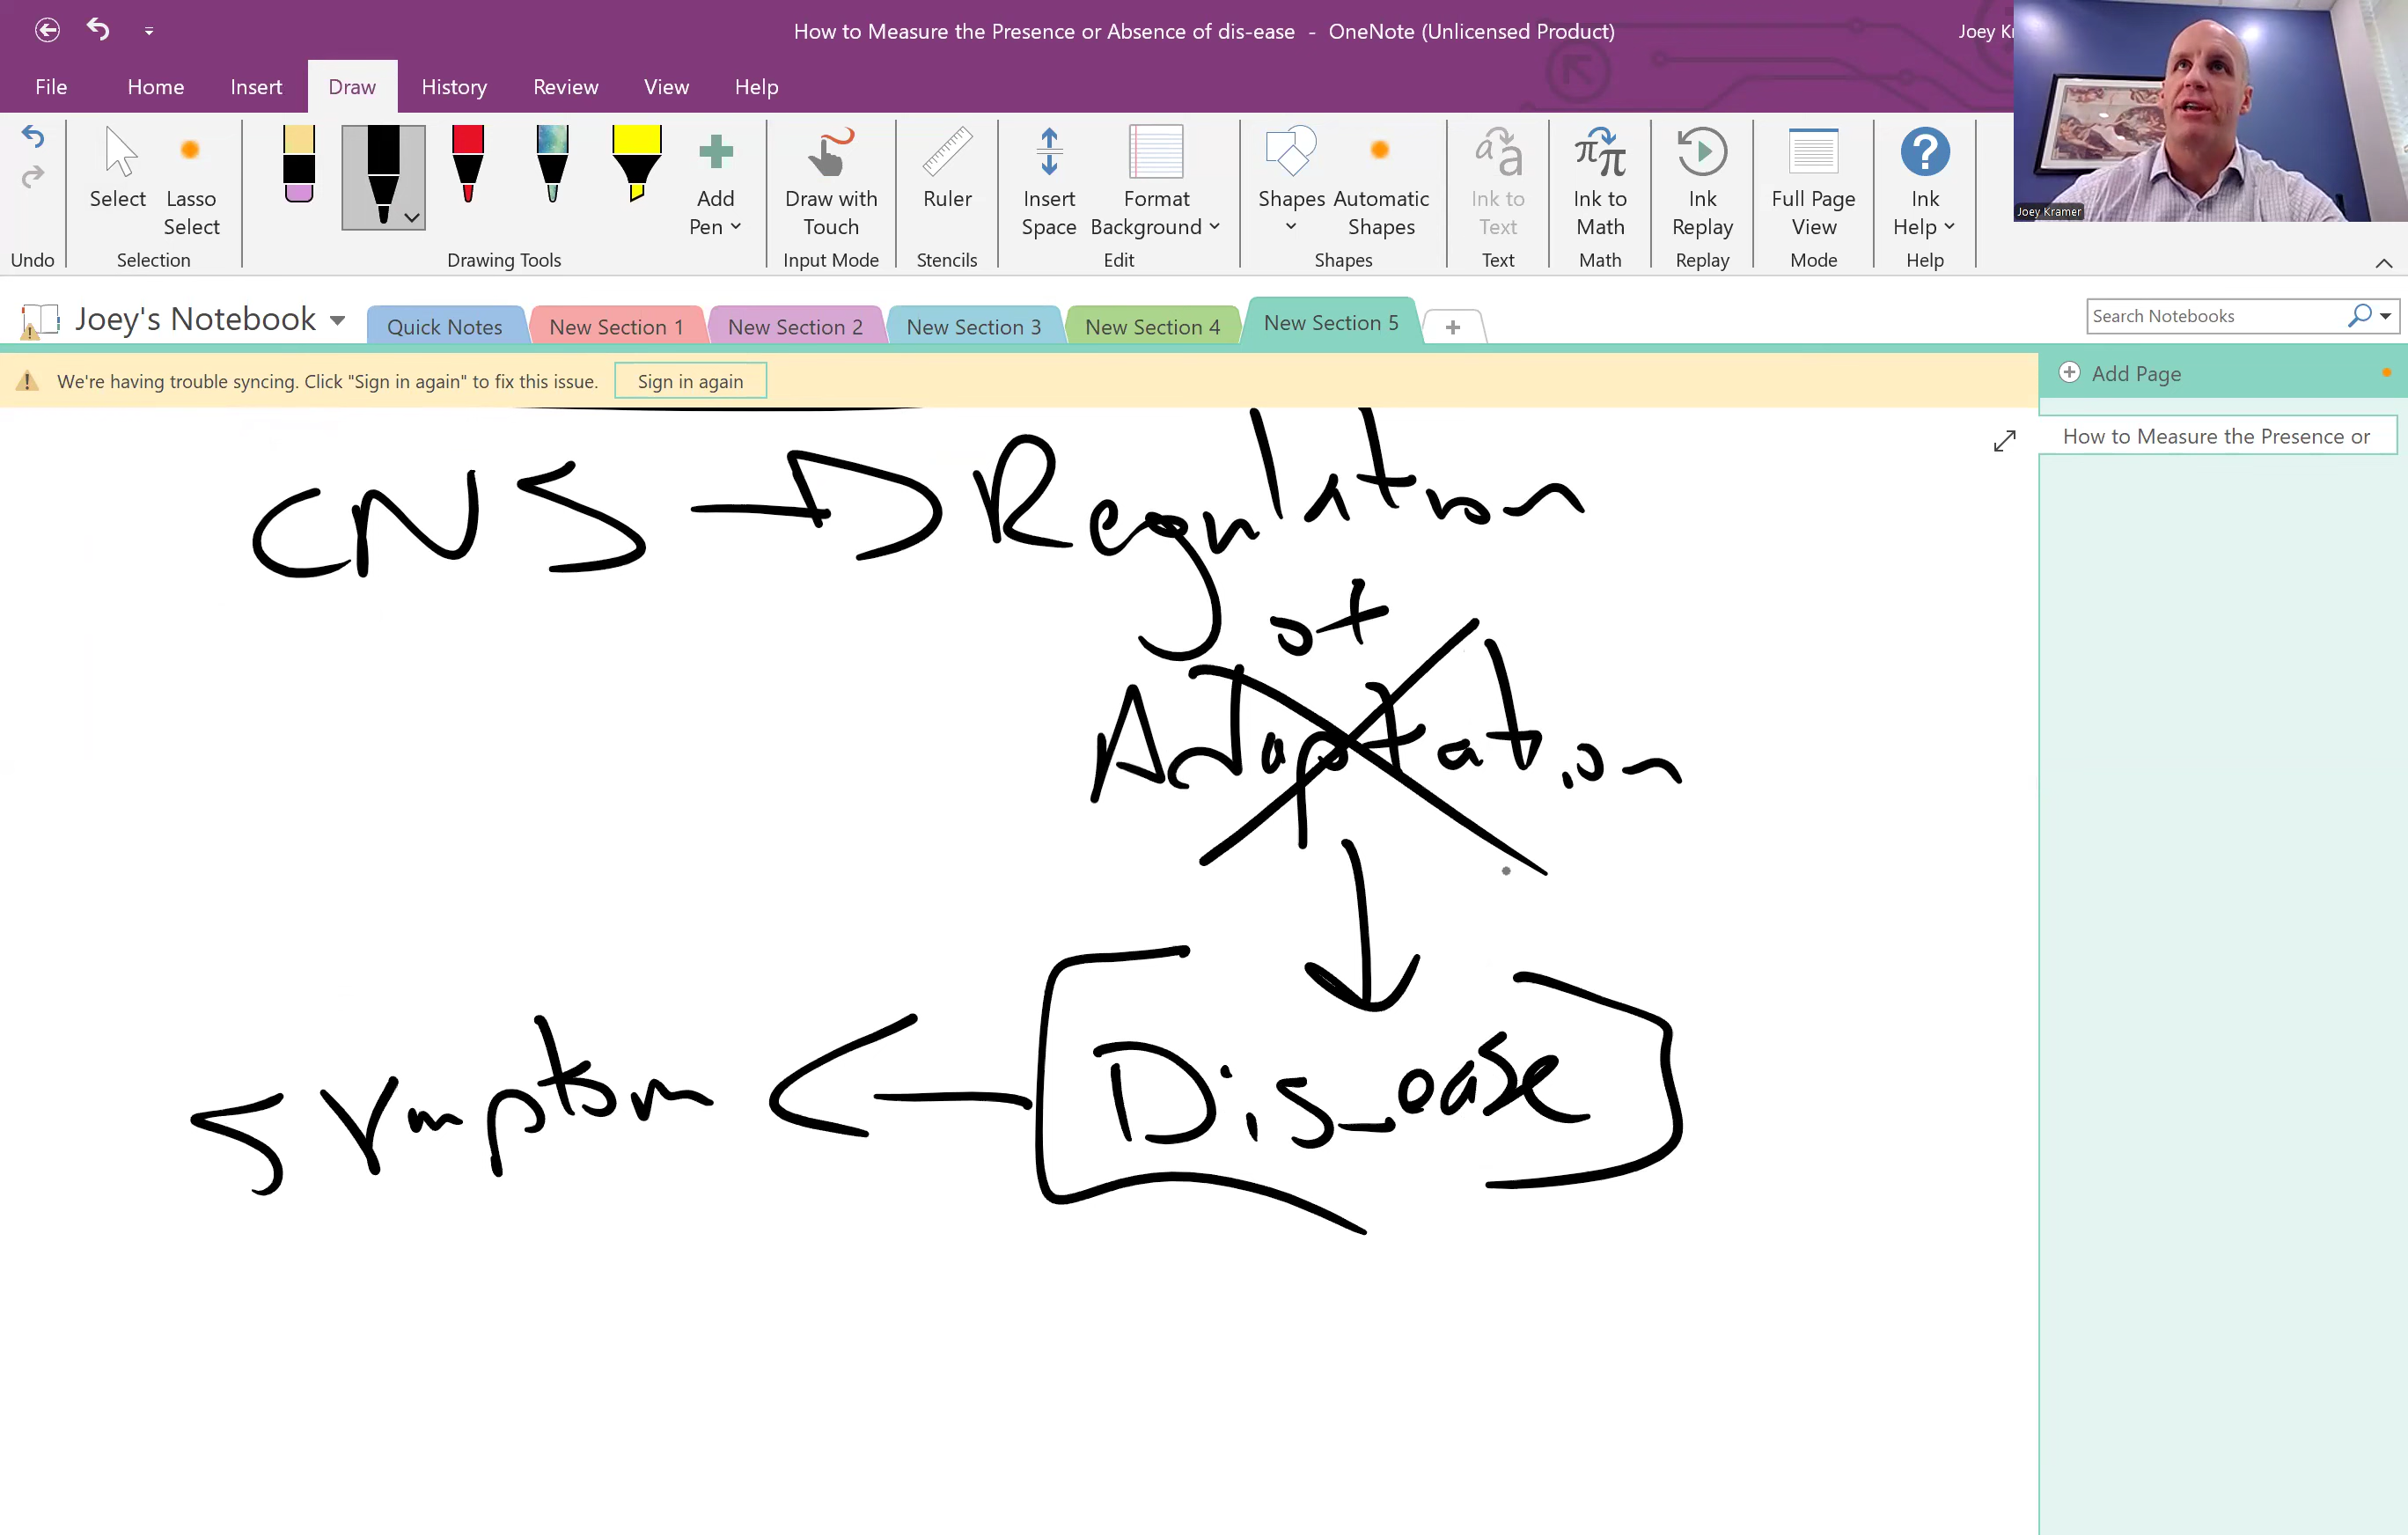 How to Measure the Presence or Absence of dis-ease - OneNote (Unlicensed Product)
Joey
Joey Kramer
File Home Insert Draw History Review View Help
Select
Lasso Select
Add Pen
Draw with Touch
Ruler
Insert Space
Format Background
Shapes
Automatic Shapes
Ink to Text
Ink to Math
Ink Replay
Full Page View
Ink Help
Undo Selection Drawing Tools Input Mode Stencils Edit Shapes Text Math Replay Mode Help
Joey's Notebook Quick Notes New Section 1 New Section 2 New Section 3 New Section 4 New Section 5 + Search Notebooks
We're having trouble syncing. Click "Sign in again" to fix this issue. Sign in again
Add Page
How to Measure the Presence or
CNS → Regulation
of
Adaptation
Symptom ← Dis-ease